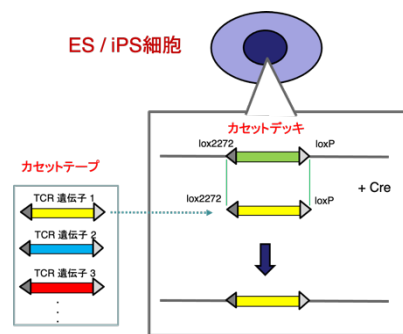 ES / iPS細胞
カセットデッキ
lox2272
loxP
カセットテープ
+ Cre
TCR 遺伝子 1
lox2272
loxP
TCR 遺伝子 2
TCR 遺伝子 3
.
.
.